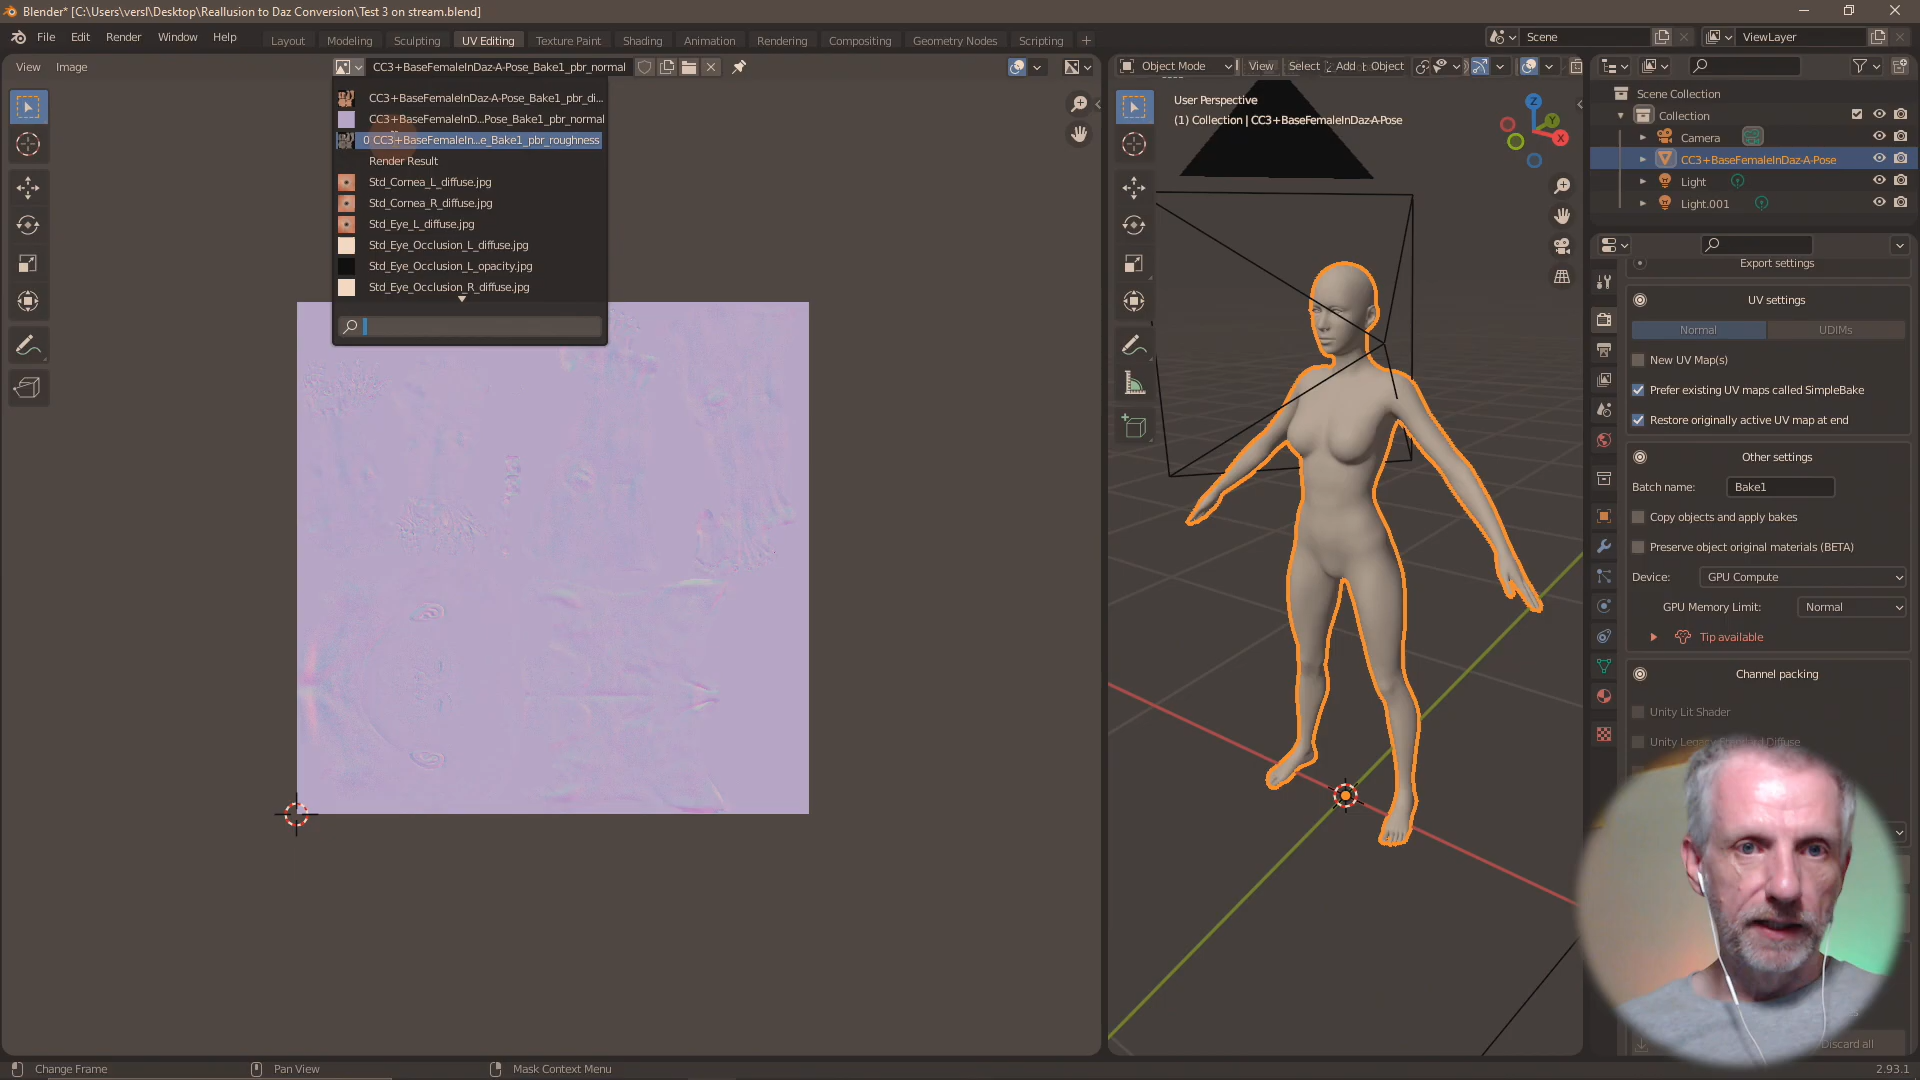 Blender* [C:\Users\versl\Desktop\Reallusion to Daz Conversion\Test 3 on stream.blend]
File Edit Render Window Help
Layout Modeling Sculpting UV Editing Texture Paint Shading Animation Rendering Compositing Geometry Nodes Scripting +
Scene
ViewLayer
View Image
CC3+BaseFemaleInDaz-A-Pose_Bake1_pbr_normal
CC3+BaseFemaleInDaz-A-Pose_Bake1_pbr_di...
CC3+BaseFemaleInD...Pose_Bake1_pbr_normal
0 CC3+BaseFemaleIn...e_Bake1_pbr_roughness
Render Result
Std_Cornea_L_diffuse.jpg
Std_Cornea_R_diffuse.jpg
Std_Eye_L_diffuse.jpg
Std_Eye_Occlusion_L_diffuse.jpg
Std_Eye_Occlusion_L_opacity.jpg
Std_Eye_Occlusion_R_diffuse.jpg
Object Mode View Select Add Object
User Perspective
(1) Collection | CC3+BaseFemaleInDaz-A-Pose
Z
Y
X
Scene Collection
Collection
Camera
CC3+BaseFemaleInDaz-A-Pose
Light
Light.001
Export settings
UV settings
Normal UDIMs
New UV Map(s)
Prefer existing UV maps called SimpleBake
Restore originally active UV map at end
Other settings
Batch name: Bake1
Copy objects and apply bakes
Preserve object original materials (BETA)
Device: GPU Compute
GPU Memory Limit: Normal
Tip available
Channel packing
Unity Lit Shader
Unity Legacy Standard Diffuse
Discard all
Change Frame
Pan View
Mask Context Menu
2.93.1